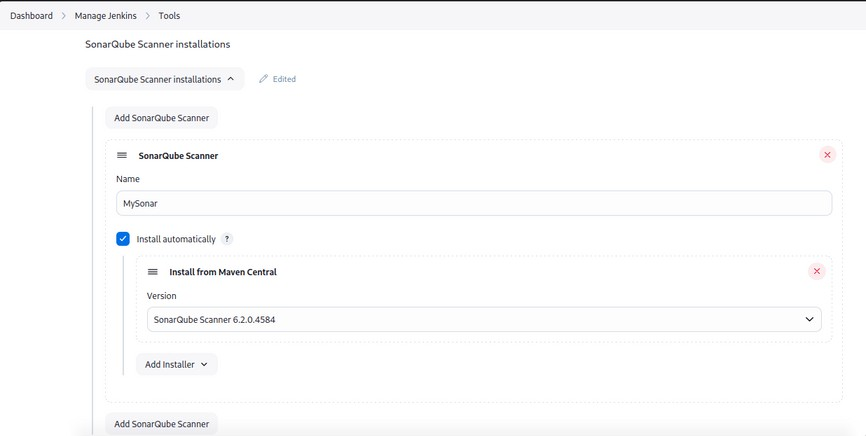 Dashboard > Manage Jenkins > Tools
SonarQube Scanner installations
SonarQube Scanner installations Edited
Add SonarQube Scanner
SonarQube Scanner
Name
MySonar
Install automatically ?
Install from Maven Central
Version
SonarQube Scanner 6.2.0.4584
Add Installer
Add SonarQube Scanner